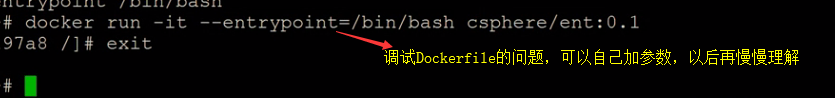 entrypoint /bin/bash
# docker run -it --entrypoint=/bin/bash csphere/ent:0.1
97a8 /]# exit
调试Dockerfile的问题，可以自己加参数，以后再慢慢理解
#